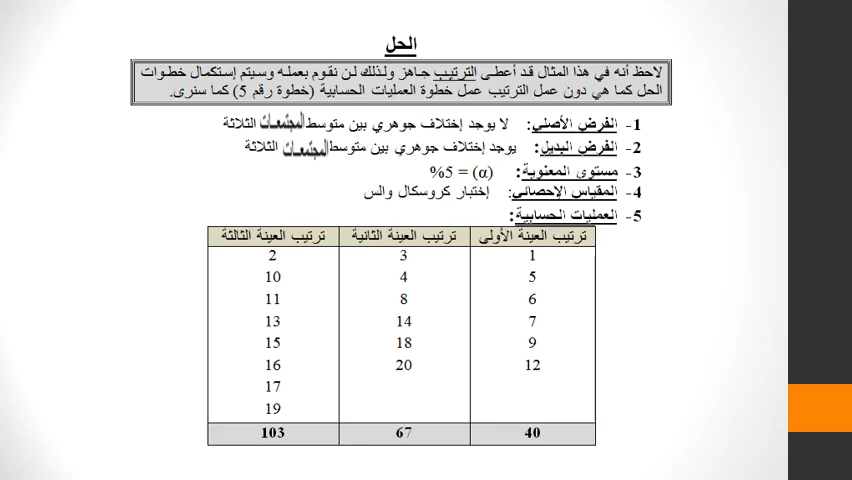 الحل
لاحظ أنه في هذا المثال قد أعطى الترتيب جاهز ولذلك لن نقوم بعمله وسيتم إستكمال خطوات
الحل كما هي دون عمل الترتيب عمل خطوة العمليات الحسابية (خطوة رقم 5) كما سنرى.
1- الفرض الأصلي: لا يوجد إختلاف جوهري بين متوسط المجتمعات الثلاثة
2- الفرض البديل: يوجد إختلاف جوهري بين متوسط المجتمعات الثلاثة
3- مستوى المعنوية: (α) = 5%
4- المقياس الإحصائي: إختبار كروسكال والس
5- العمليات الحسابية:
ترتيب العينة الأولى ترتيب العينة الثانية ترتيب العينة الثالثة
1 3 2
5 4 10
6 8 11
7 14 13
9 18 15
12 20 16
17
19
40 67 103